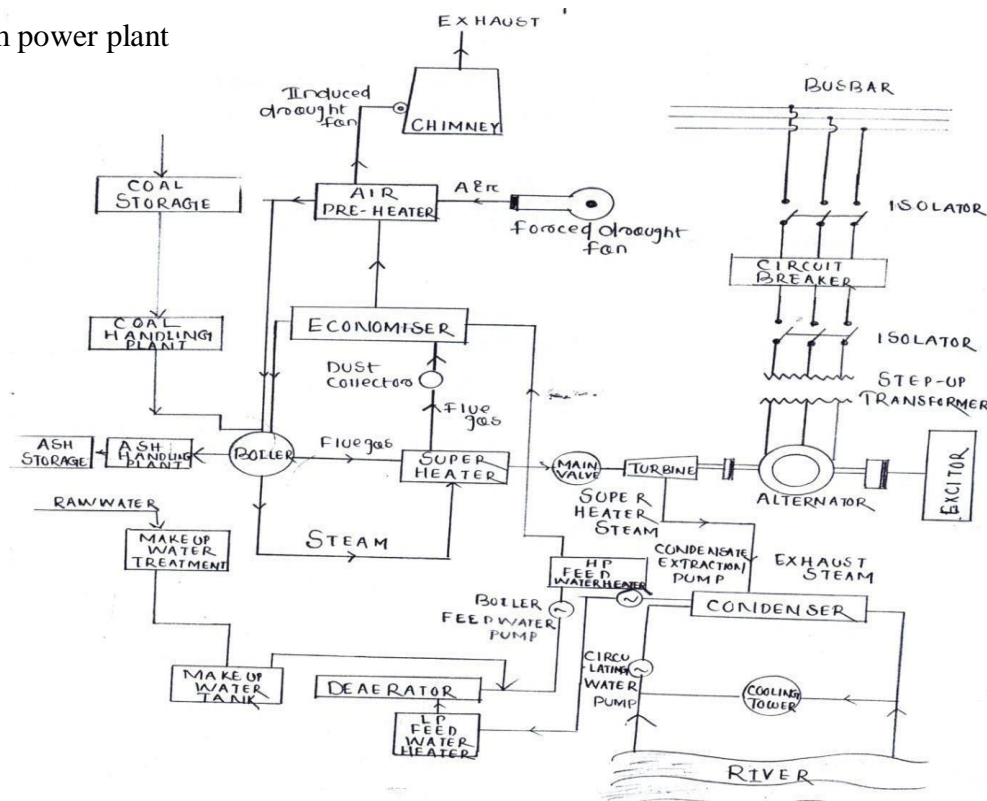 n power plant
EXHAUST
IInduced
drought
fan
CHIMNEY
BUSBAR
COAL
STORAGE
AIR
PRE-HEATER
Air
Forced drought
fan
ISOLATOR
CIRCUIT
BREAKER
COAL
HANDLING
PLANT
ECONOMISER
ISOLATOR
DUST
Collector
STEP-UP
TRANSFORMER
Flue
gas
ASH
STORAGE
ASH HANDLING
PLANT
BOILER
Flue gas
SUPER
HEATER
MAIN
VALVE
TURBINE
ALTERNATOR
EXCITOR
SUPER
HEATER
STEAM
RAW WATER
MAKE UP
WATER
TREATMENT
STEAM
HP
FEED
WATER HEATER
CONDENSATE
EXTRACTION
PUMP
EXHAUST
STEAM
BOILER
FEED WATER
PUMP
CONDENSER
CIRCU
-LATING
WATER
PUMP
MAKE UP
WATER
TANK
DEAERATOR
COOLING
TOWER
LP
FEED
WATER
HEATER
RIVER